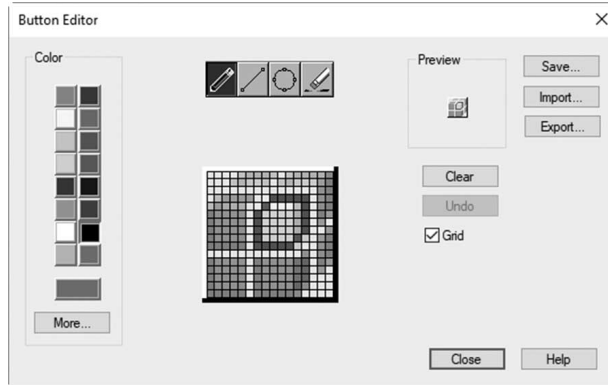 Button Editor
Color
Preview
Save...
Import...
Export...
Clear
Undo
Grid
More...
Close
Help